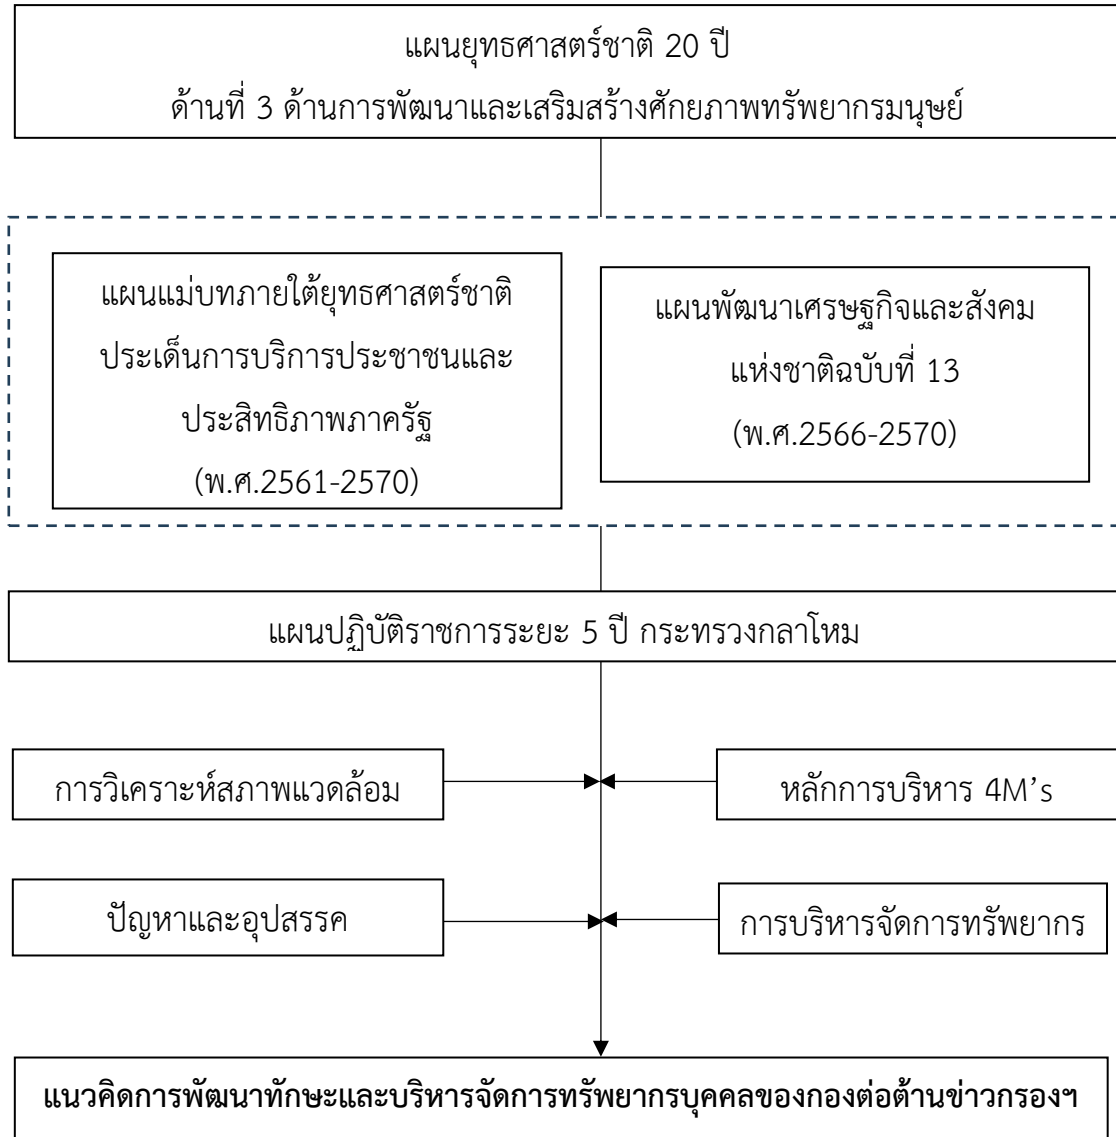 แผนยุทธศาสตร์ชาติ 20 ปี
ด้านที่ 3 ด้านการพัฒนาและเสริมสร้างศักยภาพทรัพยากรมนุษย์
แผนแม่บทภายใต้ยุทธศาสตร์ชาติ
ประเด็นการบริการประชาชนและ
ประสิทธิภาพภาครัฐ
(พ.ศ.2561-2570)
แผนพัฒนาเศรษฐกิจและสังคม
แห่งชาติฉบับที่ 13
(พ.ศ.2566-2570)
แผนปฏิบัติราชการระยะ 5 ปี กระทรวงกลาโหม
การวิเคราะห์สภาพแวดล้อม
หลักการบริหาร 4M’s
ปัญหาและอุปสรรค
การบริหารจัดการทรัพยากร
แนวคิดการพัฒนาทักษะและบริหารจัดการทรัพยากรบุคคลของกองต่อต้านข่าวกรองฯ